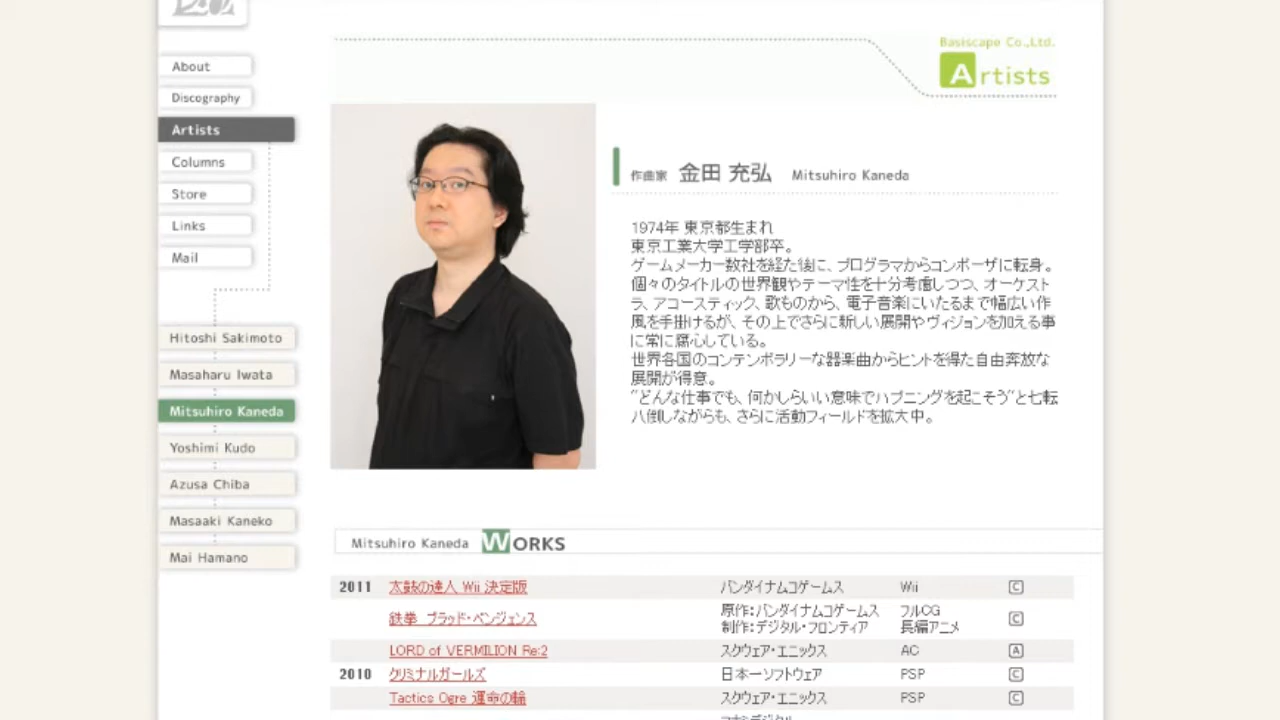 Basiscape Co.,Ltd.
Artists
About
Discography
Artists
Columns
Store
Links
Mail
Hitoshi Sakimoto
Masaharu Iwata
Mitsuhiro Kaneda
Yoshimi Kudo
Azusa Chiba
Masaaki Kaneko
Mai Hamano
作曲家 金田 充弘 Mitsuhiro Kaneda
1974年 東京都生まれ
東京工業大学工学部卒。
ゲームメーカー数社を経た後に、プログラマからコンポーザに転身。
個々のタイトルの世界観やテーマ性を十分考慮しつつ、オーケスト
ラ、アコースティック、歌ものから、電子音楽にいたるまで幅広い作
風を手掛けるが、その上でさらに新しい展開やヴィジョンを加える事
に常に腐心している。
世界各国のコンテンポラリーな器楽曲からヒントを得た自由奔放な
展開が得意。
“どんな仕事でも、何かしらいい意味でハプニングを起こそう”と七転
八倒しながらも、さらに活動フィールドを拡大中。
Mitsuhiro Kaneda WORKS
2011 太鼓の達人 Wii 決定版 バンダイナムコゲームス Wii C
鉄拳 ブラッド・ベンジェンス 原作:バンダイナムコゲームス フルCG C
制作:デジタル・フロンティア 長編アニメ
LORD of VERMILION Re:2 スクウェア・エニックス AC A
2010 クリミナルガールズ 日本一ソフトウェア PSP C
Tactics Ogre 運命の輪 スクウェア・エニックス PSP C